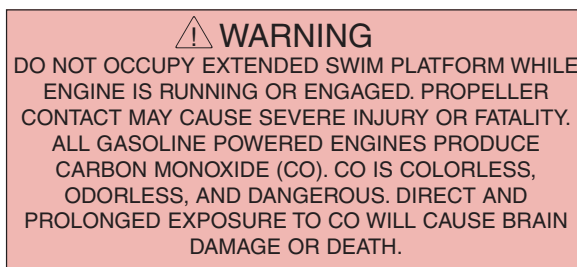 WARNING
DO NOT OCCUPY EXTENDED SWIM PLATFORM WHILE
ENGINE IS RUNNING OR ENGAGED. PROPELLER
CONTACT MAY CAUSE SEVERE INJURY OR FATALITY.
ALL GASOLINE POWERED ENGINES PRODUCE
CARBON MONOXIDE (CO). CO IS COLORLESS,
ODORLESS, AND DANGEROUS. DIRECT AND
PROLONGED EXPOSURE TO CO WILL CAUSE BRAIN
DAMAGE OR DEATH.